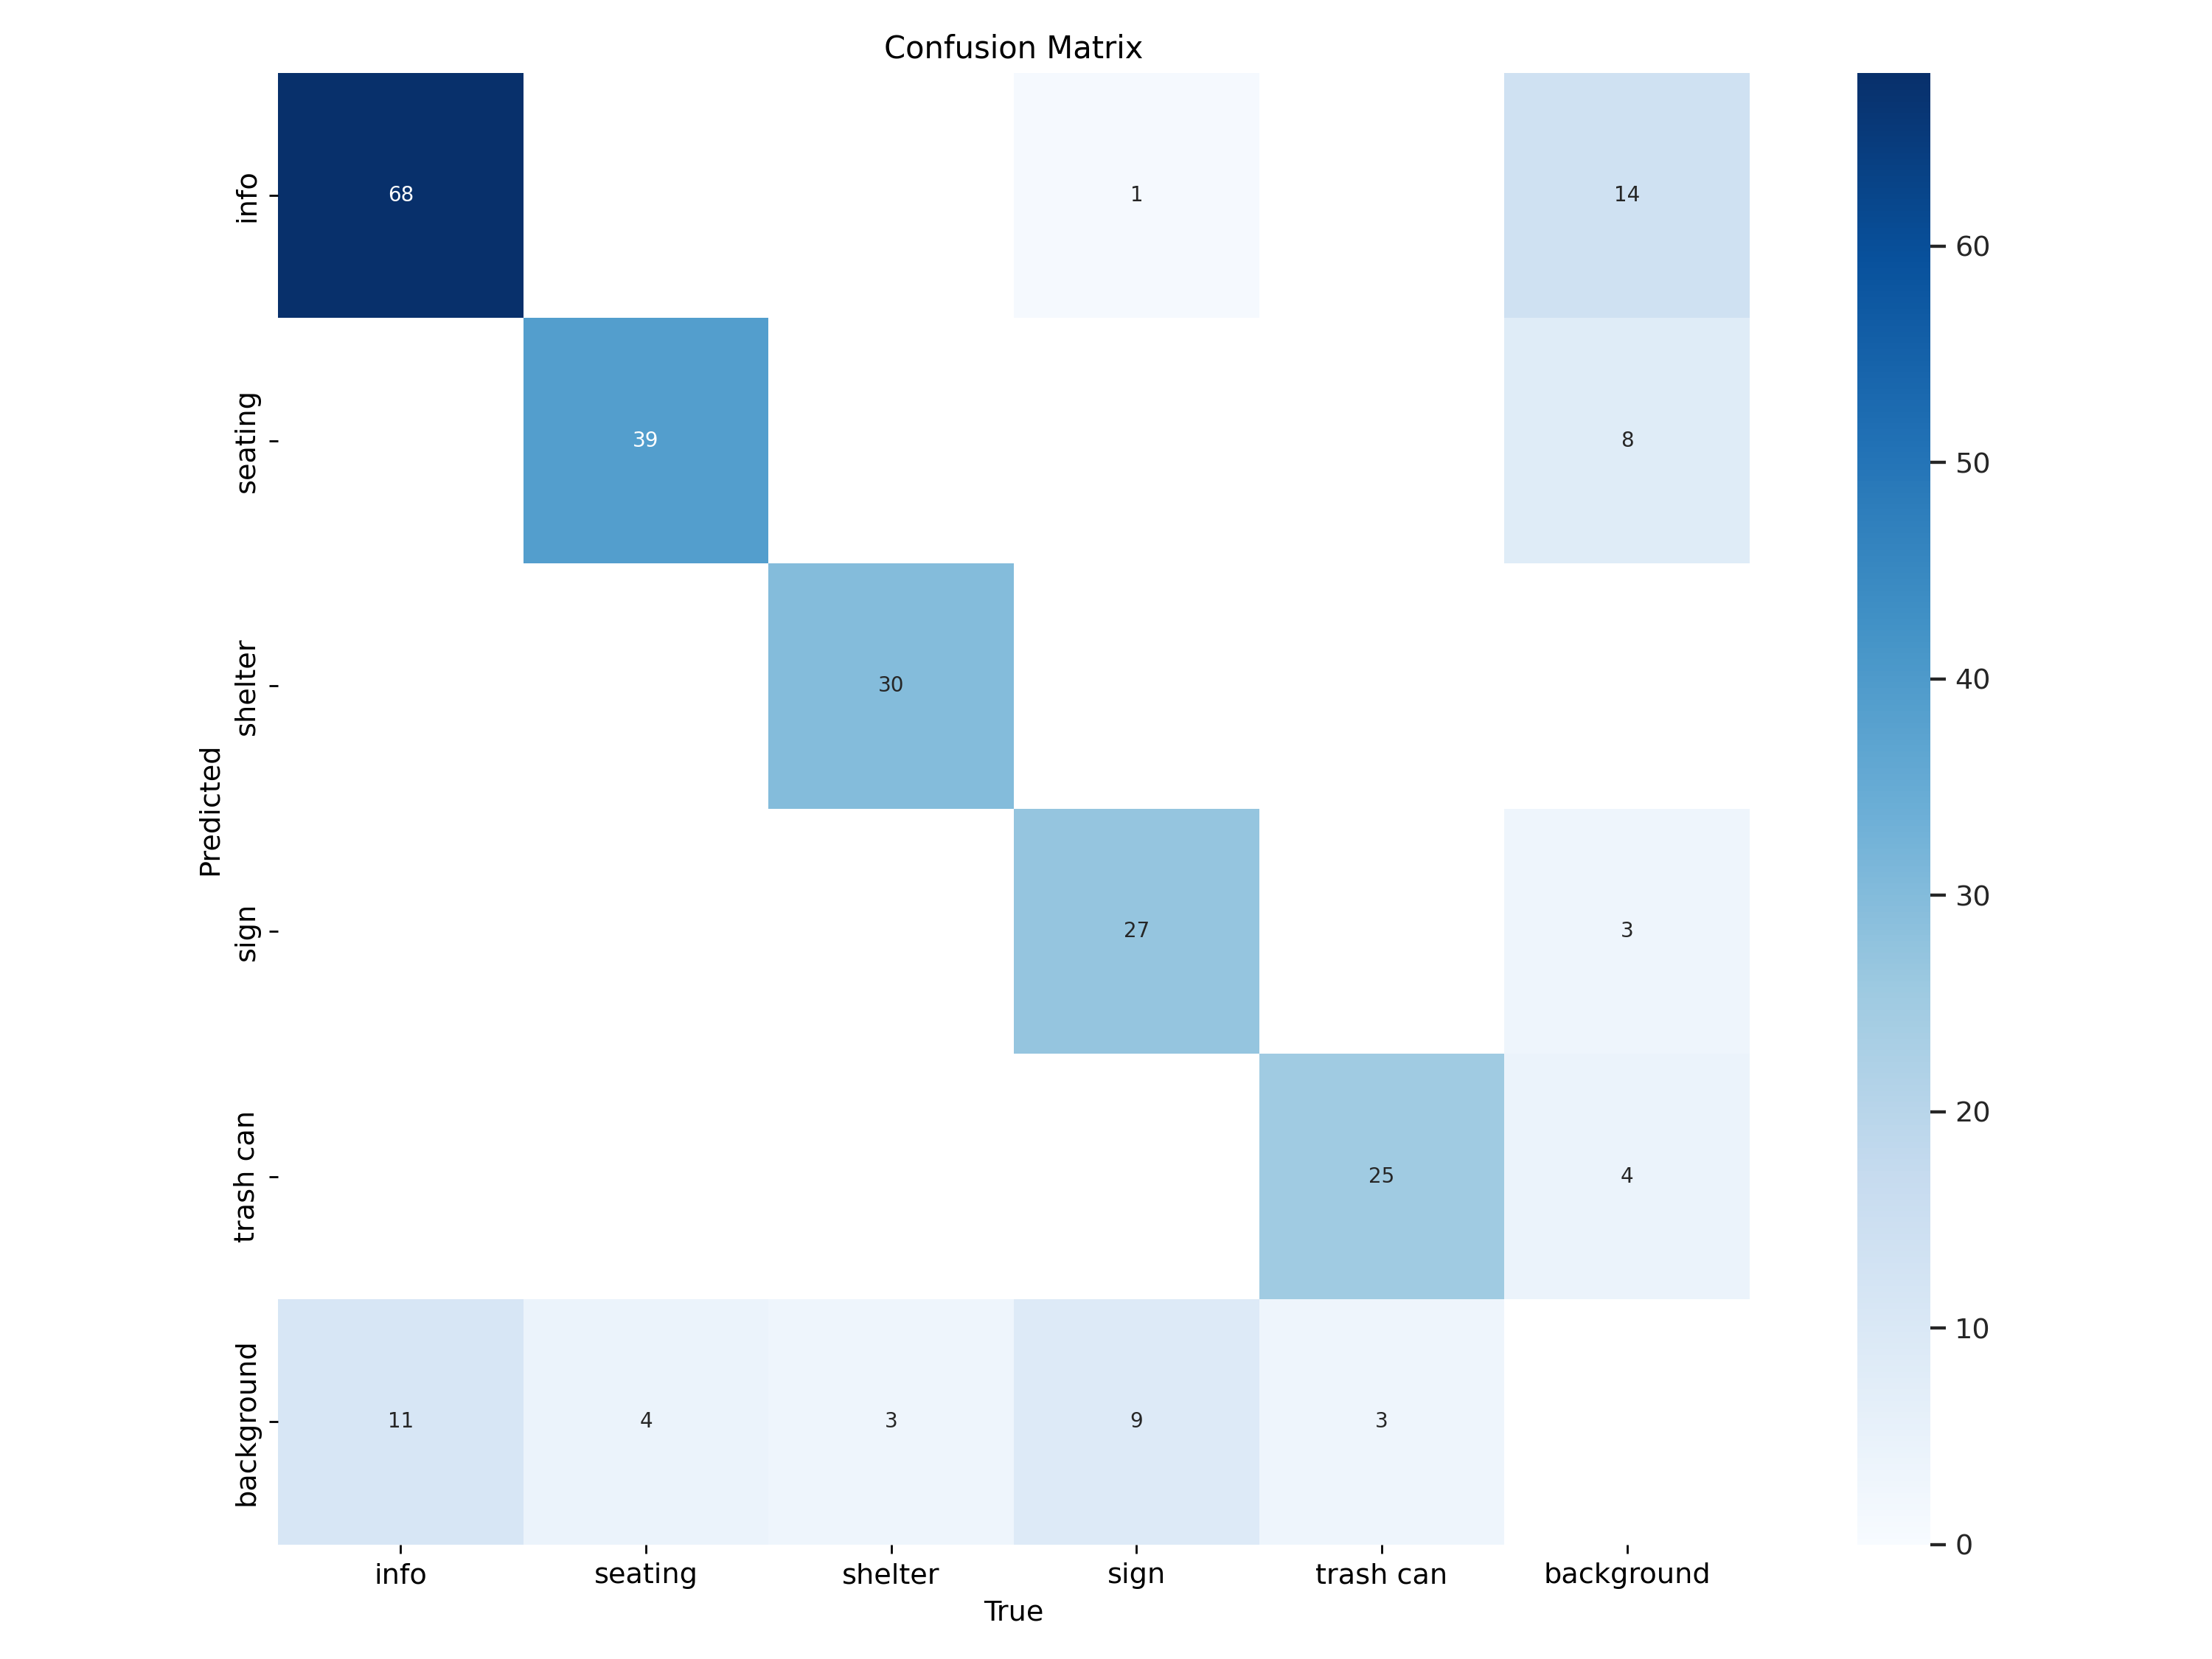 Confusion Matrix
info
68
1
14
60
seating
39
8
50
40
shelter
30
30
Predicted
sign
27
3
20
trash can
25
4
10
background
11
4
3
9
3
0
info
seating
shelter
sign
trash can
background
True